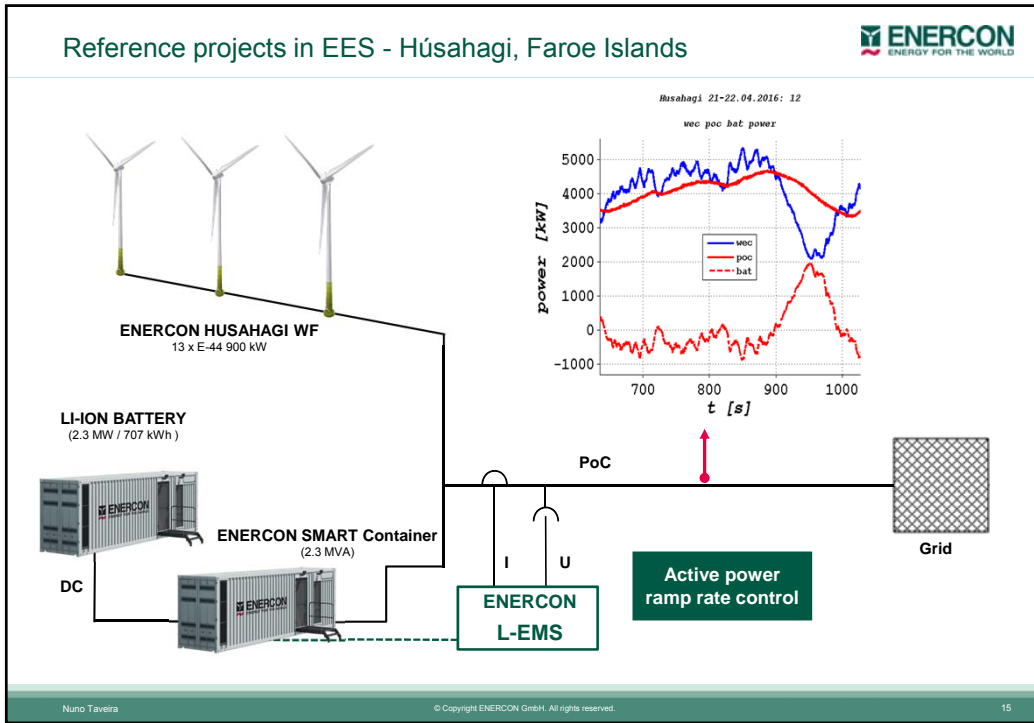 Reference projects in EES - Húsahagi, Faroe Islands
ENERCON
ENERGY FOR THE WORLD
Husahagi 21-22.04.2016: 12
wec poc bat power
5000
4000
3000
2000
1000
0
−1000
power [kW]
wec
poc
bat
700
800
900
1000
t [s]
ENERCON HUSAHAGI WF
13 x E-44 900 kW
LI-ION BATTERY
(2.3 MW / 707 kWh )
ENERCON
PoC
ENERCON SMART Container
(2.3 MVA)
Grid
DC
I
U
ENERCON
ENERCON
L-EMS
Active power
ramp rate control
Nuno Taveira
© Copyright ENERCON GmbH. All rights reserved.
15